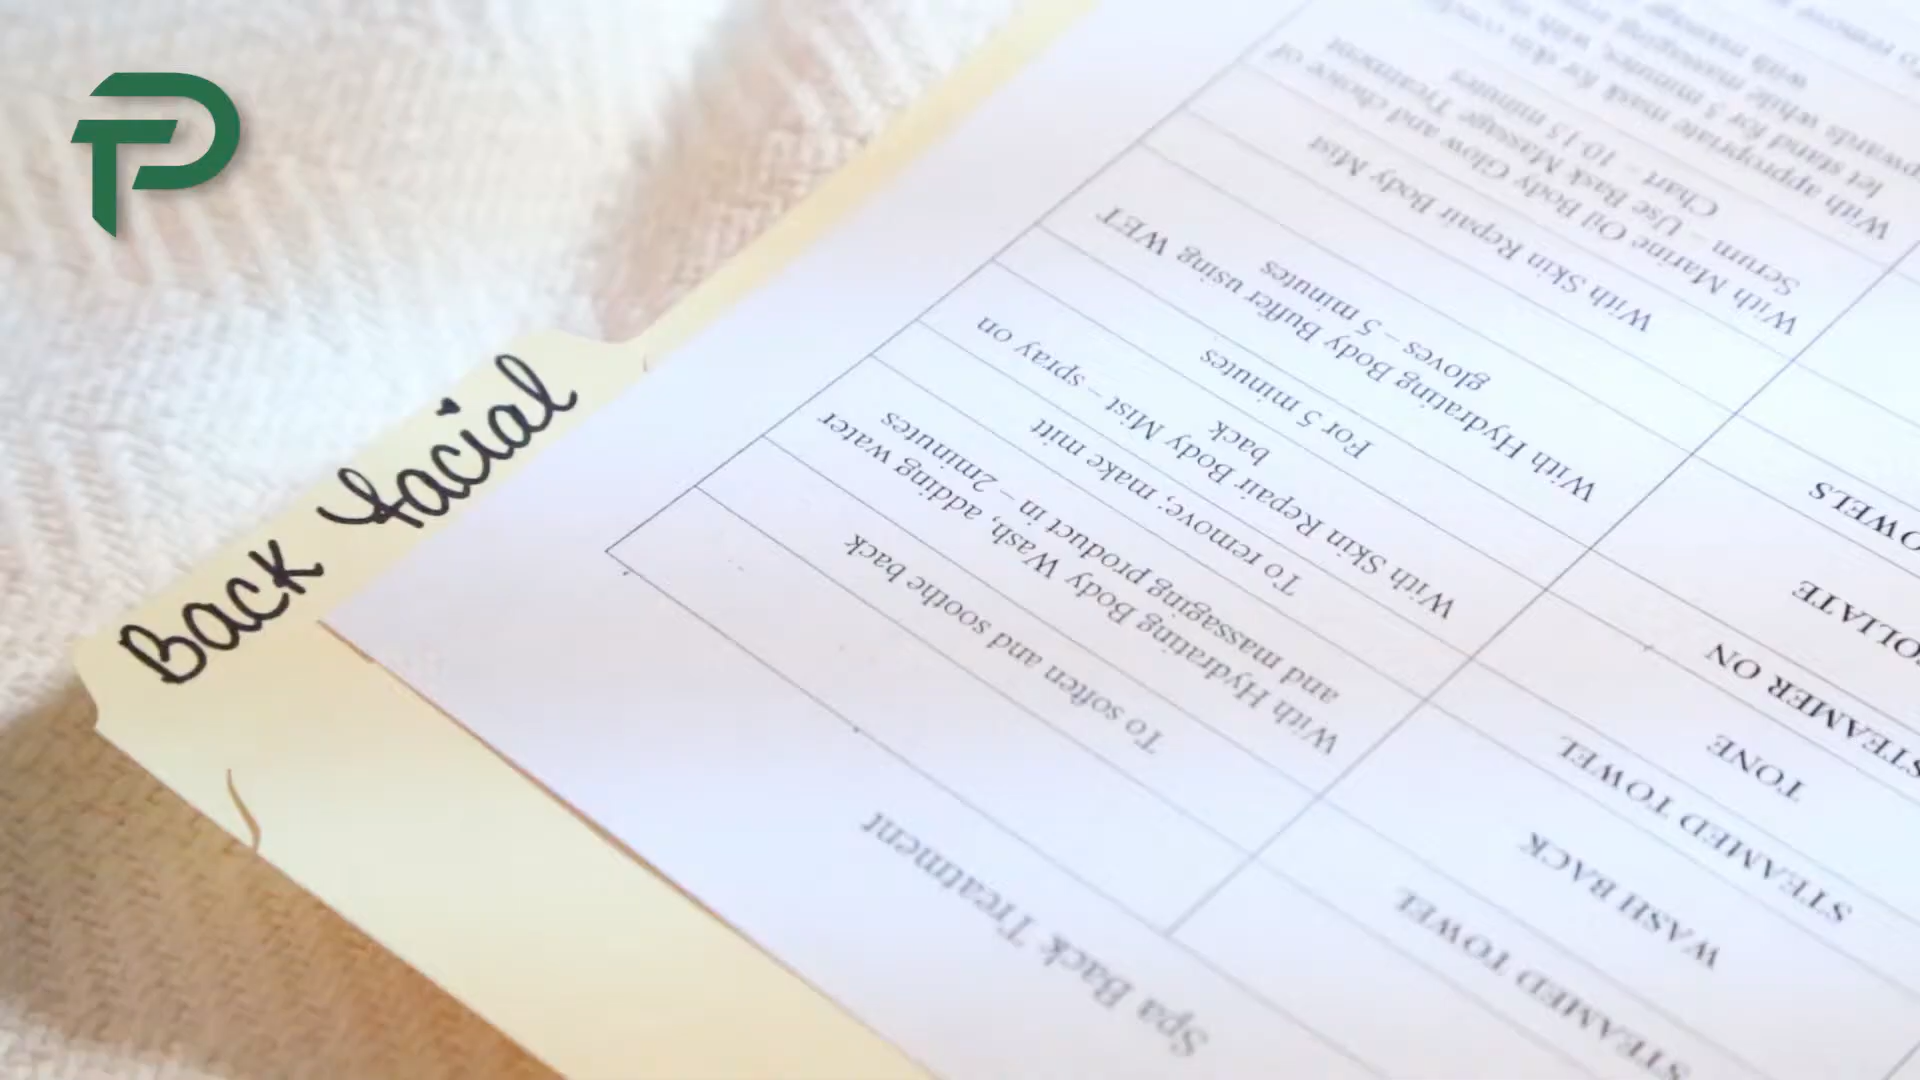 Back facial
Spa Back Treatment
STEAMED TOWEL
To soften and soothe back
WASH BACK
With Hydrating Body Wash, adding water
and massaging product in – 2minutes
STEAMED TOWEL
To remove; make mitt
TONE
With Skin Repair Body Mist – spray on
back
STEAMER ON
For 5 minutes
OLIATE
With Hydrating Body Buffer using WET
gloves – 5 minutes
OWELS
With Skin Repair Body Mist
With Marine Oil Body Glow and choice of
Serum – Use Bask Massage Treatment
Chart – 10-15 minutes
With appropriate mask for skin
let stand for 5 minutes, with
while massaging
with massage